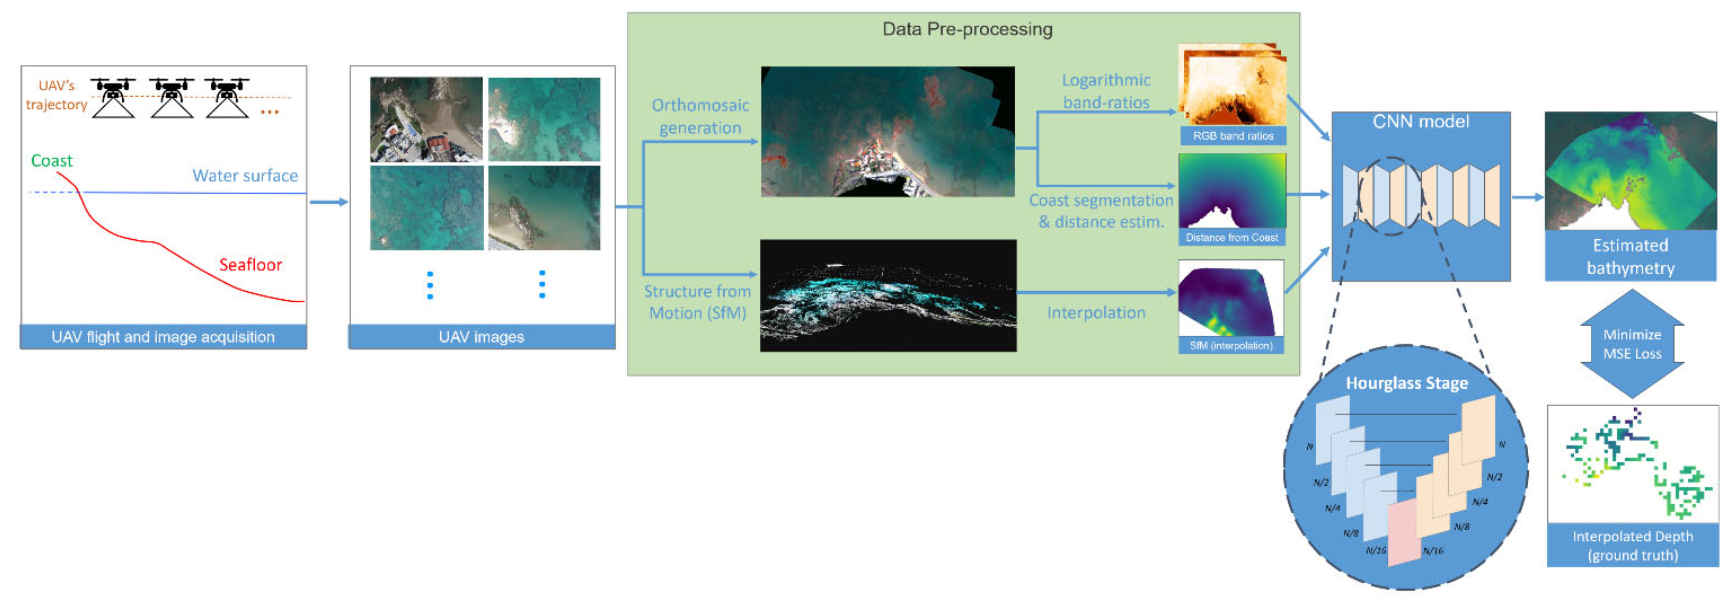 Data Pre-processing
UAV's
trajectory
...
Coast
Water surface
Seafloor
UAV flight and image acquisition
UAV images
Orthomosaic
generation
Structure from
Motion (SfM)
Logarithmic
band-ratios
Coast segmentation
& distance estim.
Interpolation
RGB band ratios
Distance from Coast
SfM (interpolation)
CNN model
Hourglass Stage
N
N/2
N/4
N/8
N/16
N/16
N/8
N/4
N/2
N
Estimated
bathymetry
Minimize
MSE Loss
Interpolated Depth
(ground truth)